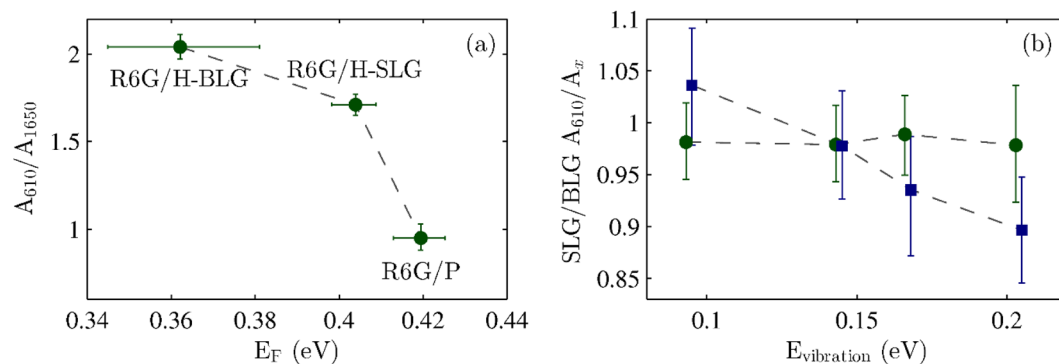 (a)
R6G/H-BLG
R6G/H-SLG
R6G/P
2
1.5
1
A₆₁₀/A₁₆₅₀
0.34 0.36 0.38 0.4 0.42 0.44
E_F (eV)
(b)
1.1
1.05
1
0.95
0.9
0.85
SLG/BLG A₆₁₀/Aₓ
0.1 0.15 0.2
E_vibration (eV)